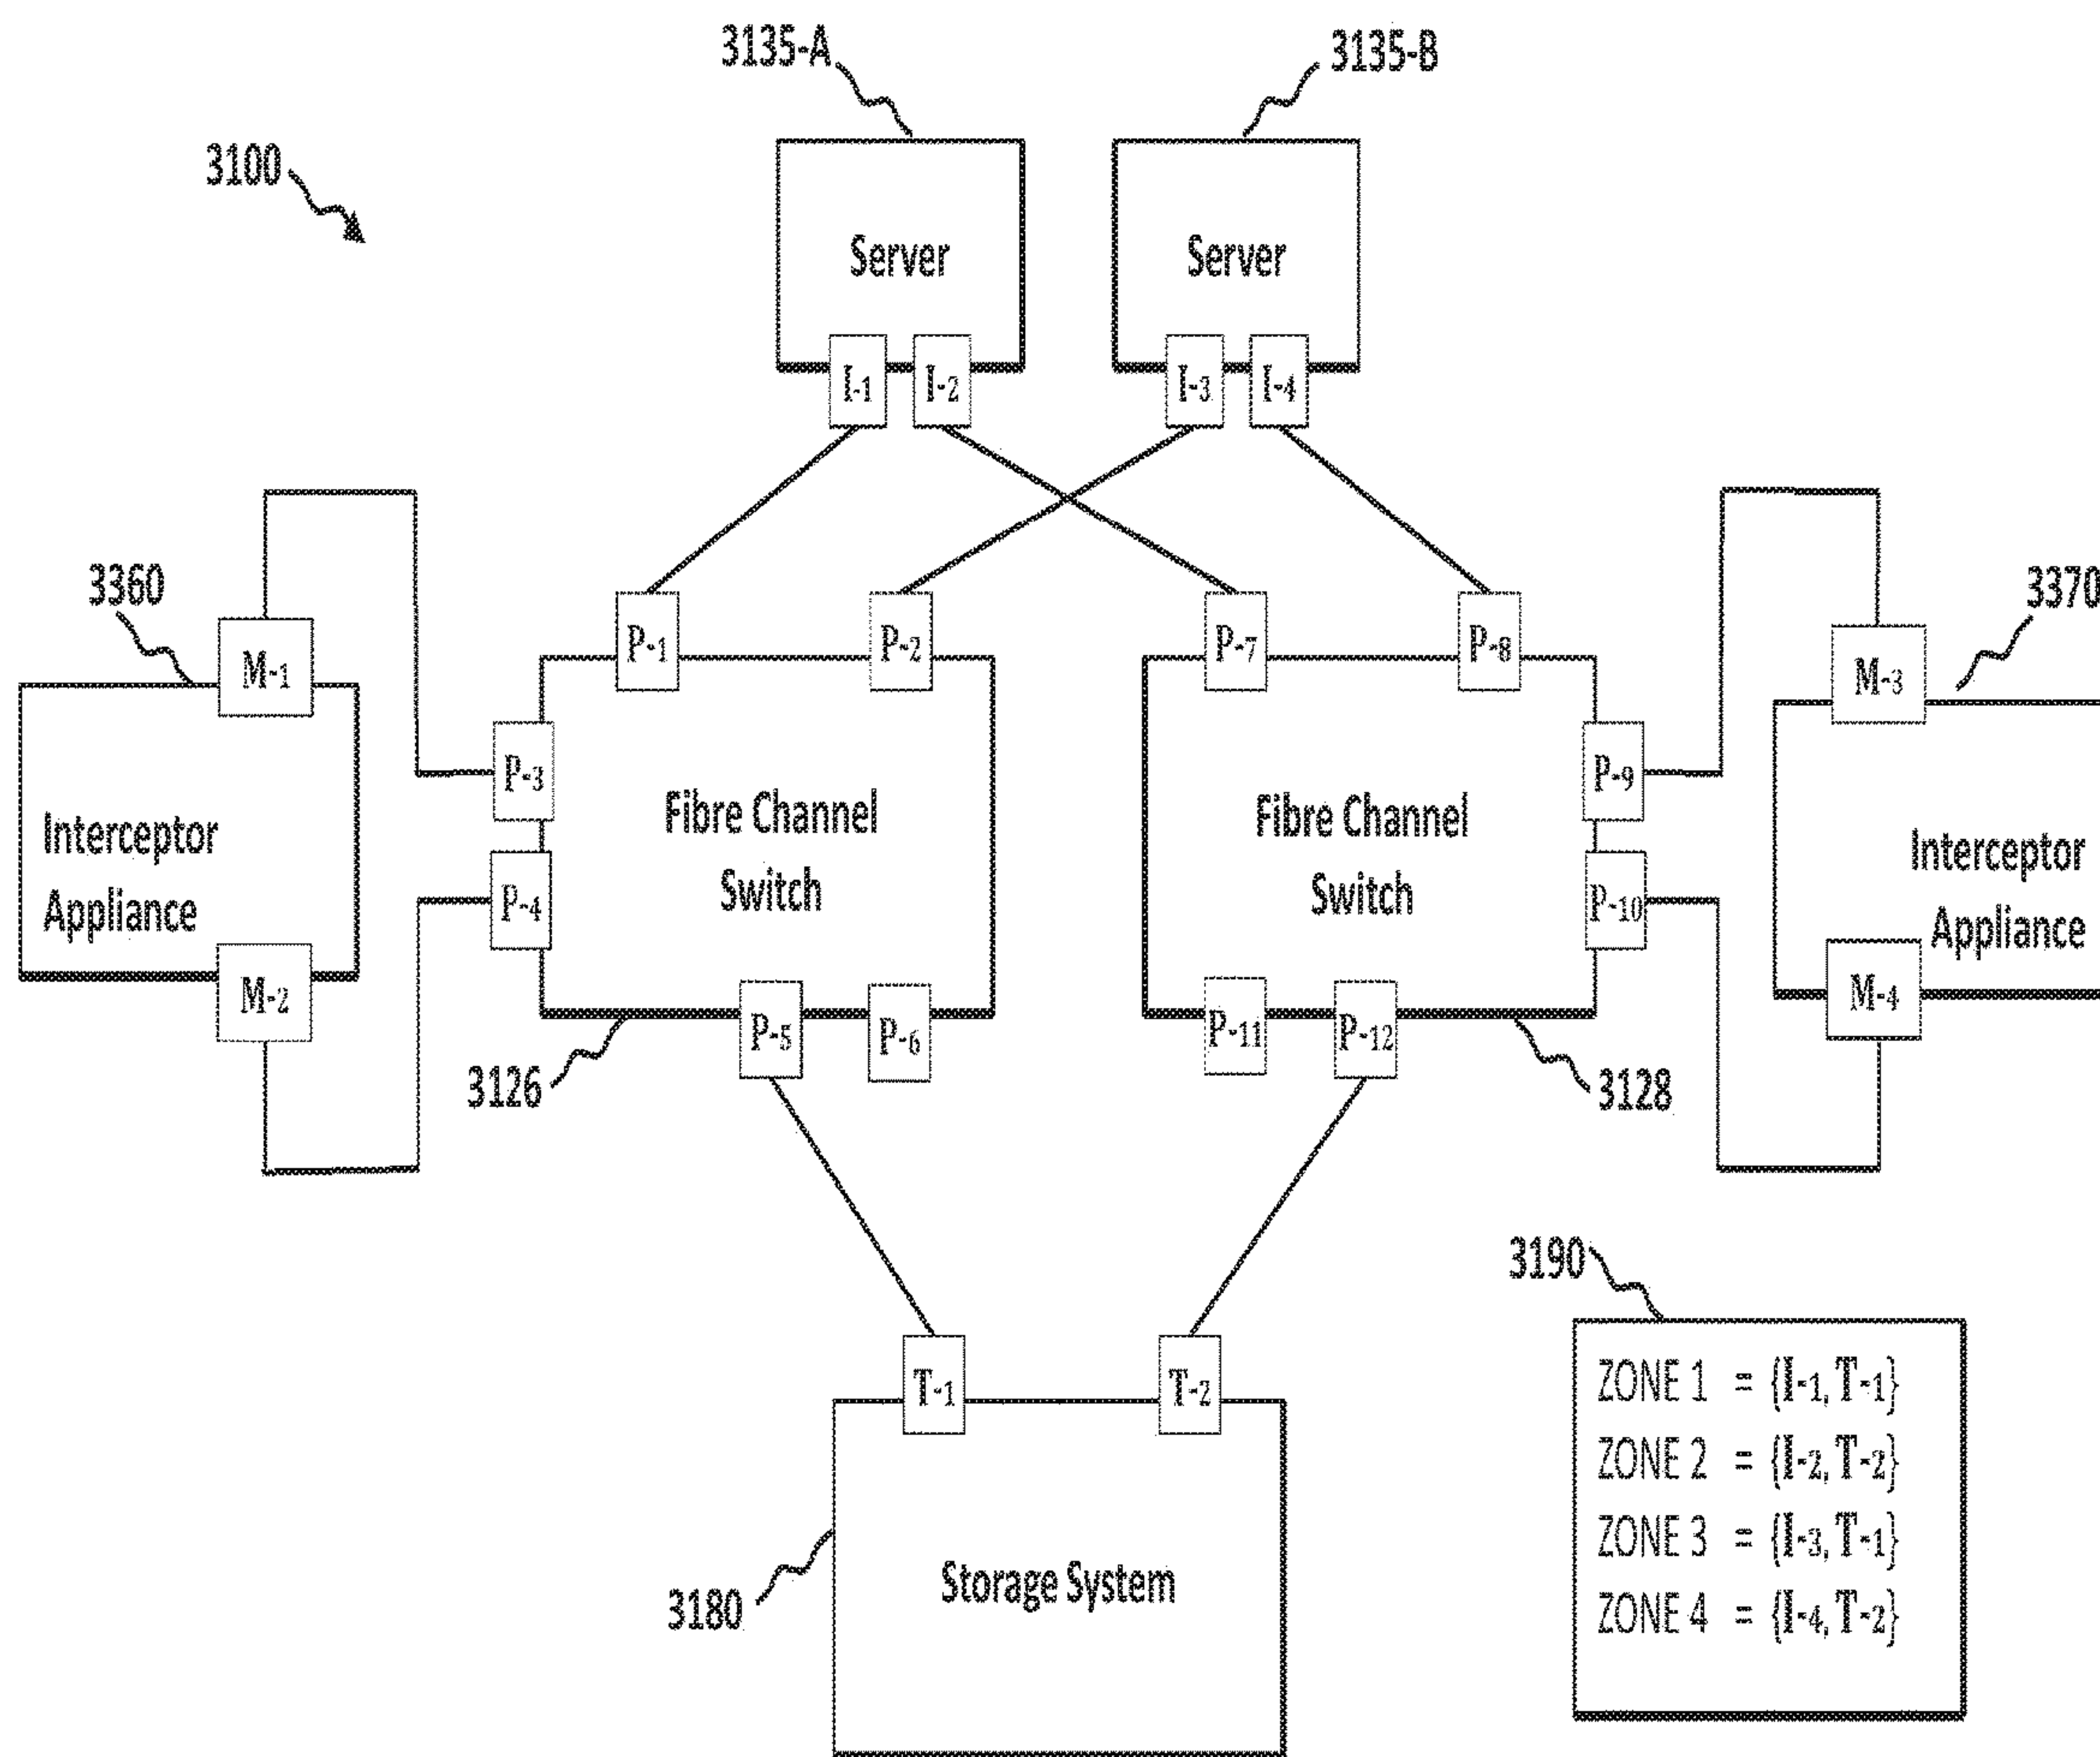 3135-A
3135-B
3100
Server
Server
I-1
I-2
I-3
I-4
3360
3370
M-1
P-1
P-2
P-7
P-8
M-3
P-3
P-9
Interceptor
Appliance
Fibre Channel
Switch
Fibre Channel
Switch
Interceptor
Appliance
P-4
P-10
M-2
P-5
P-6
P-11
P-12
M-4
3126
3128
3190
T-1
T-2
ZONE 1 = {I-1, T-1}
ZONE 2 = {I-2, T-2}
ZONE 3 = {I-3, T-1}
ZONE 4 = {I-4, T-2}
Storage System
3180